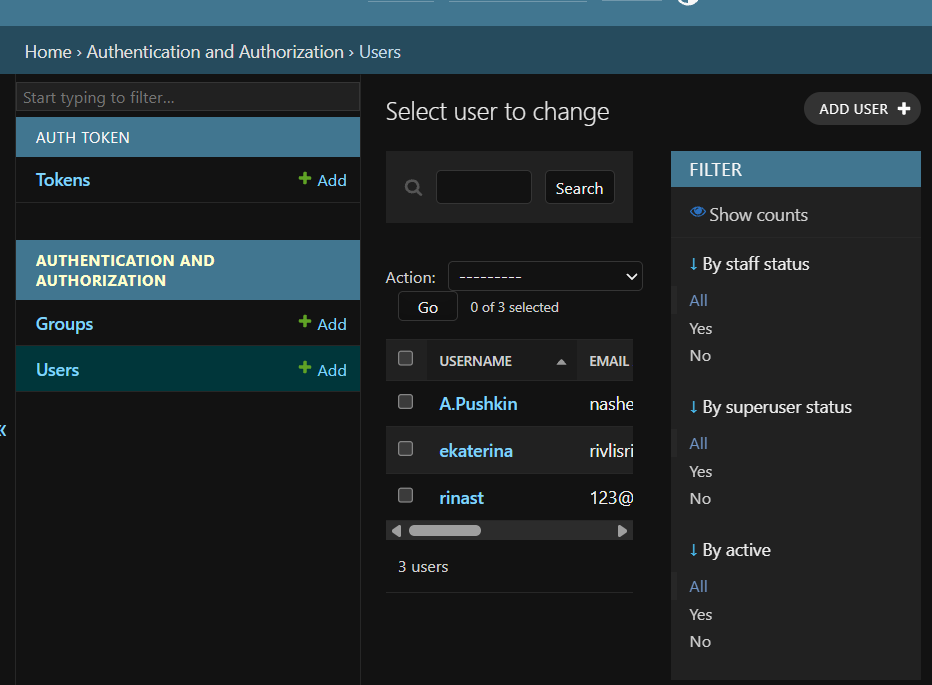 Home › Authentication and Authorization › Users
Start typing to filter...
AUTH TOKEN
Tokens
Add
AUTHENTICATION AND
AUTHORIZATION
Groups
Add
Users
Add
Select user to change
ADD USER
Search
Action: ---------
Go 0 of 3 selected
USERNAME EMAIL
A.Pushkin nashe
ekaterina rivlisri
rinast 123@
3 users
FILTER
Show counts
↓ By staff status
All
Yes
No
↓ By superuser status
All
Yes
No
↓ By active
All
Yes
No